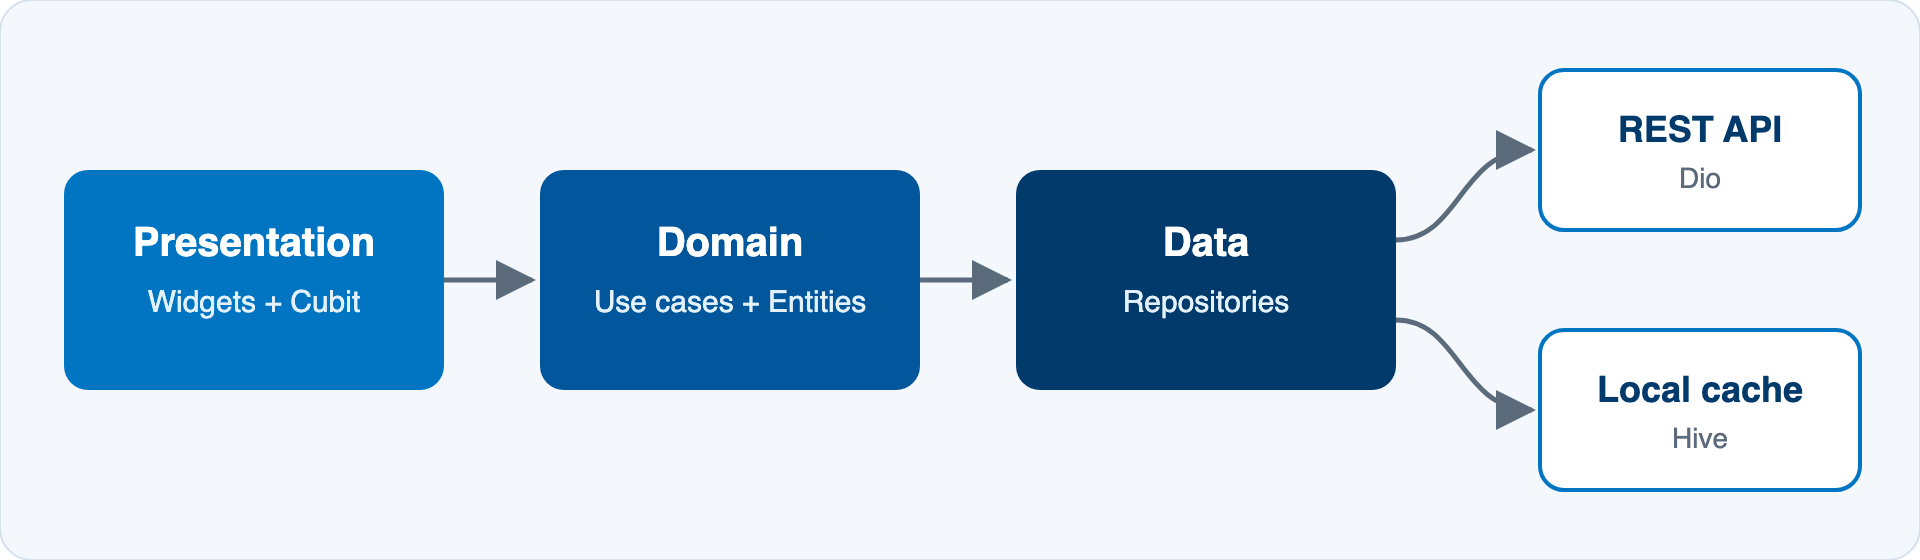 Presentation
Widgets + Cubit
Domain
Use cases + Entities
Data
Repositories
REST API
Dio
Local cache
Hive